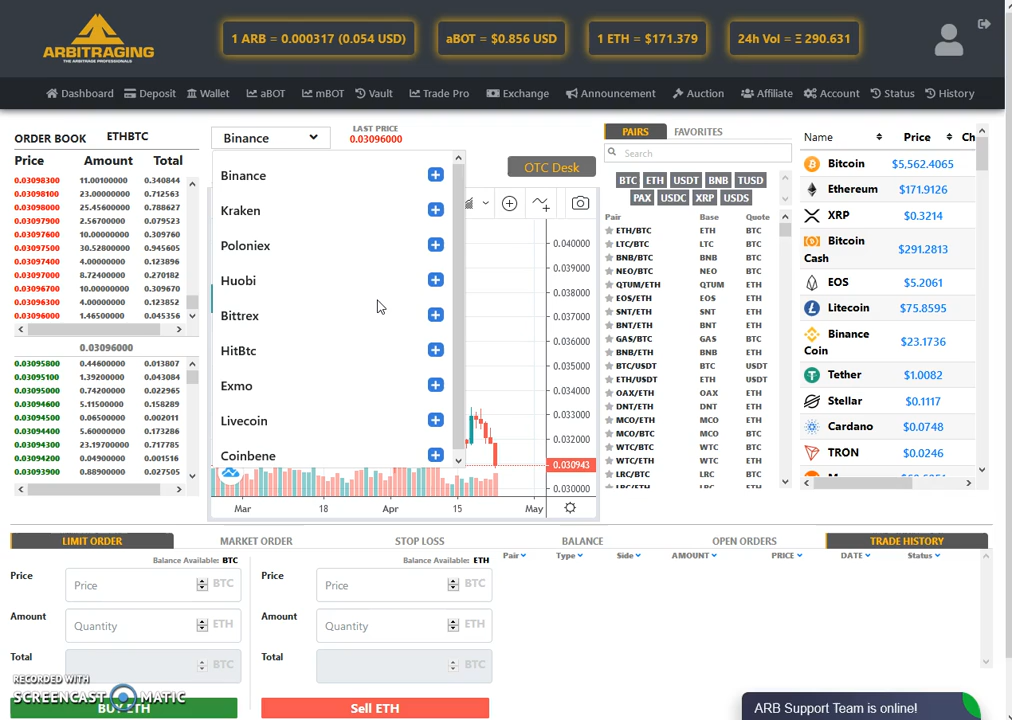 ARBITRAGING
THE ARBITRAGE PROFESSIONALS
1 ARB = 0.000317 (0.054 USD)
aBOT = $0.856 USD
1 ETH = $171.379
24h Vol = Ξ 290.631
Dashboard Deposit Wallet aBOT mBOT Vault Trade Pro Exchange Announcement Auction Affiliate Account Status History
ORDER BOOK ETHBTC
Price Amount Total
0.03098300 11.00100000 0.340844
0.03098100 23.00000000 0.712563
0.03098000 25.45600000 0.788627
0.03097900 2.56700000 0.079523
0.03097600 10.00000000 0.309760
0.03097500 30.52800000 0.945605
0.03097400 4.00000000 0.123896
0.03097000 8.72400000 0.270182
0.03096700 10.00000000 0.309670
0.03096300 4.00000000 0.123852
0.03096000 1.46500000 0.045356
0.03096000
0.03095800 0.44600000 0.013807
0.03095100 1.39200000 0.043084
0.03095000 0.74200000 0.022965
0.03094600 5.11500000 0.158289
0.03094500 0.06500000 0.002011
0.03094400 5.60000000 0.173286
0.03094300 23.19700000 0.717785
0.03094200 0.04900000 0.001516
0.03093900 0.88900000 0.027505
Binance
LAST PRICE
0.03096000
OTC Desk
Binance
Kraken
Poloniex
Huobi
Bittrex
HitBtc
Exmo
Livecoin
Coinbene
0.040000
0.039000
0.038000
0.037000
0.036000
0.035000
0.034000
0.033000
0.032000
0.030943
0.030000
Mar 18 Apr 15 May
PAIRS FAVORITES
Search
BTC ETH USDT BNB TUSD
PAX USDC XRP USDS
Pair Base Quote
ETH/BTC ETH BTC
LTC/BTC LTC BTC
BNB/BTC BNB BTC
NEO/BTC NEO BTC
QTUM/ETH QTUM ETH
EOS/ETH EOS ETH
SNT/ETH SNT ETH
BNT/ETH BNT ETH
GAS/BTC GAS BTC
BNB/ETH BNB ETH
BTC/USDT BTC USDT
ETH/USDT ETH USDT
OAX/ETH OAX ETH
DNT/ETH DNT ETH
MCO/ETH MCO ETH
MCO/BTC MCO BTC
WTC/BTC WTC BTC
WTC/ETH WTC ETH
LRC/BTC LRC BTC
LRC/ETH LRC ETH
Name Price Ch
Bitcoin $5,562.4065
Ethereum $171.9126
XRP $0.3214
Bitcoin Cash $291.2813
EOS $5.2061
Litecoin $75.8595
Binance Coin $23.1736
Tether $1.0082
Stellar $0.1117
Cardano $0.0748
TRON $0.0246
LIMIT ORDER MARKET ORDER STOP LOSS BALANCE OPEN ORDERS TRADE HISTORY
Balance Available: BTC
Price Price BTC
Amount Quantity ETH
Total BTC
BUY ETH
Balance Available: ETH
Price Price BTC
Amount Quantity ETH
Total BTC
Sell ETH
Pair Type Side AMOUNT PRICE DATE Status
RECORDED WITH
SCREENCAST MATIC
ARB Support Team is online!